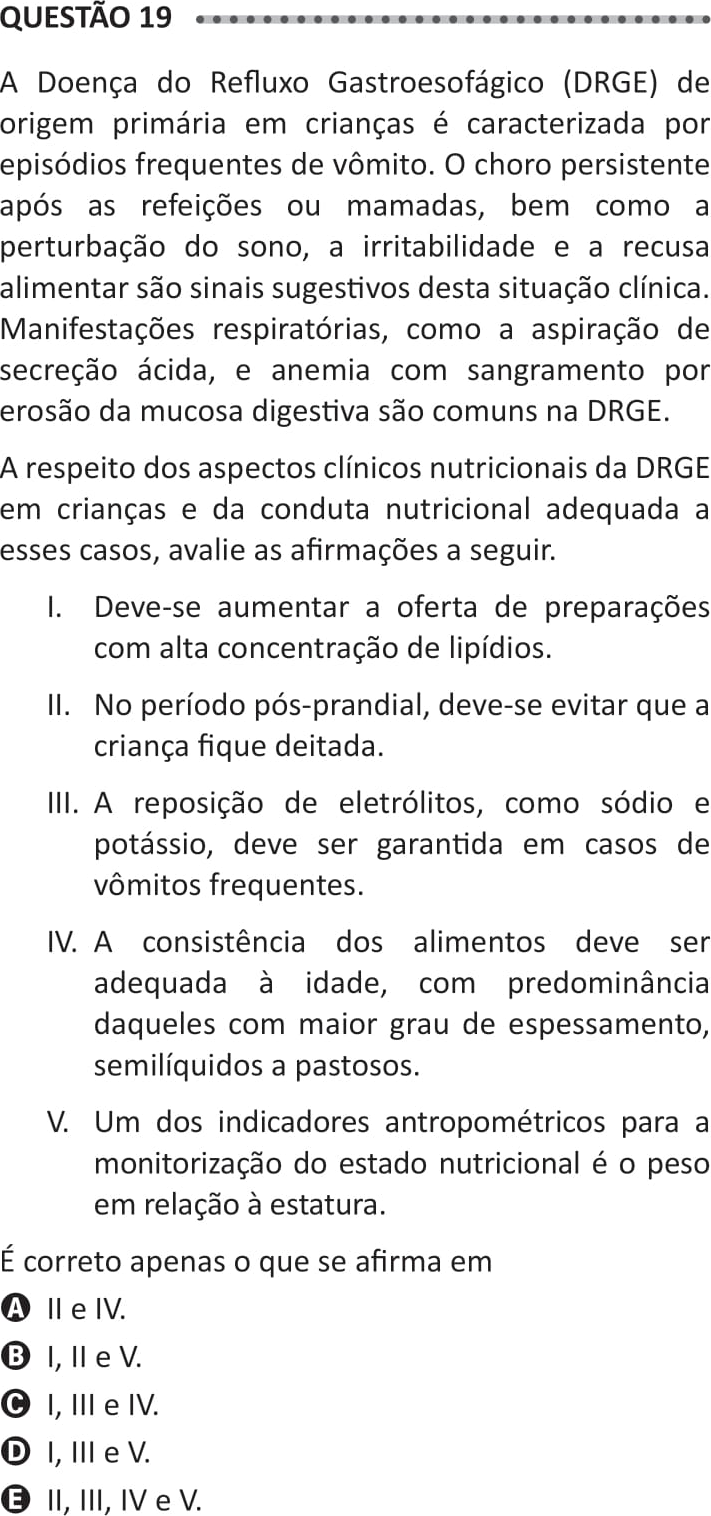 QUESTÃO 19
A Doença do Refluxo Gastroesofágico (DRGE) de
origem primária em crianças é caracterizada por
episódios frequentes de vômito. O choro persistente
após as refeições ou mamadas, bem como a
perturbação do sono, a irritabilidade e a recusa
alimentar são sinais sugestivos desta situação clínica.
Manifestações respiratórias, como a aspiração de
secreção ácida, e anemia com sangramento por
erosão da mucosa digestiva são comuns na DRGE.
A respeito dos aspectos clínicos nutricionais da DRGE
em crianças e da conduta nutricional adequada a
esses casos, avalie as afirmações a seguir.
I. Deve-se aumentar a oferta de preparações
com alta concentração de lipídios.
II. No período pós-prandial, deve-se evitar que a
criança fique deitada.
III. A reposição de eletrólitos, como sódio e
potássio, deve ser garantida em casos de
vômitos frequentes.
IV. A consistência dos alimentos deve ser
adequada à idade, com predominância
daqueles com maior grau de espessamento,
semilíquidos a pastosos.
V. Um dos indicadores antropométricos para a
monitorização do estado nutricional é o peso
em relação à estatura.
É correto apenas o que se afirma em
A II e IV.
B I, II e V.
C I, III e IV.
D I, III e V.
E II, III, IV e V.